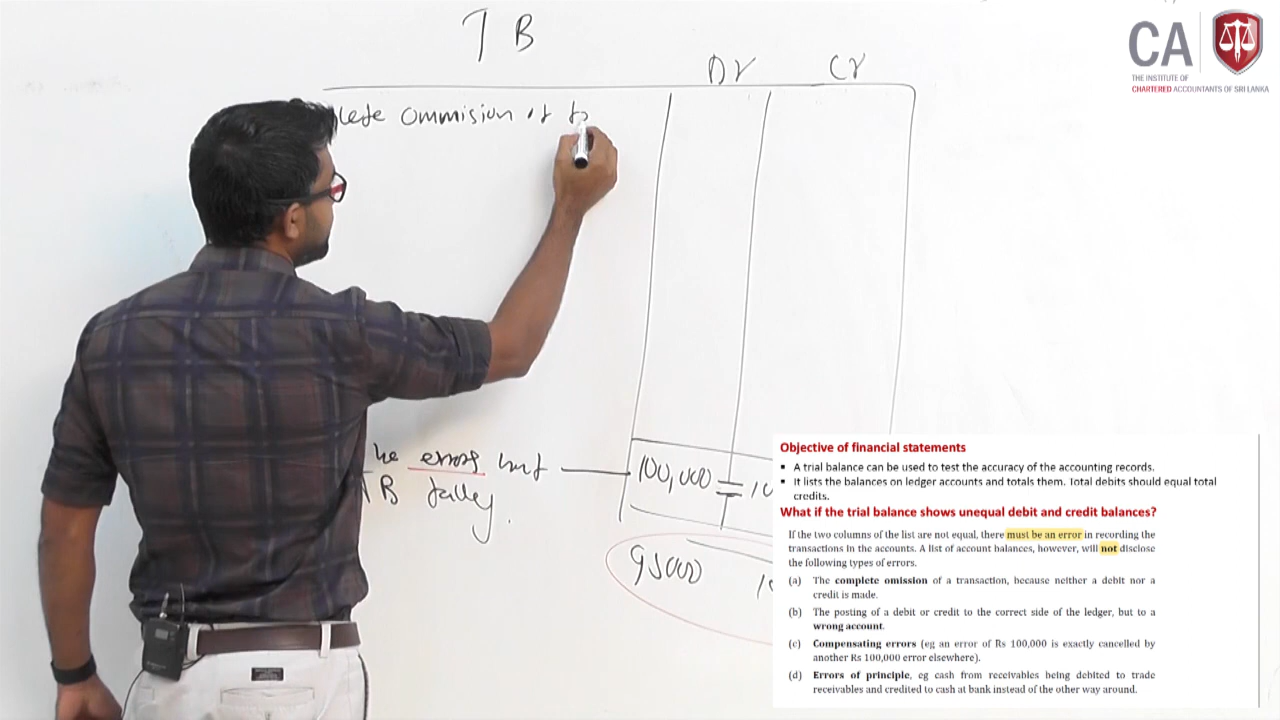 TB
Dr Cr
lete ommision of t
CA
THE INSTITUTE OF
CHARTERED ACCOUNTANTS OF SRI LANKA
he errors but
TB tally.
100,000 = 10
95000 1
Objective of financial statements
▪ A trial balance can be used to test the accuracy of the accounting records.
▪ It lists the balances on ledger accounts and totals them. Total debits should equal total
credits.
What if the trial balance shows unequal debit and credit balances?
If the two columns of the list are not equal, there must be an error in recording the
transactions in the accounts. A list of account balances, however, will not disclose
the following types of errors.
(a) The complete omission of a transaction, because neither a debit nor a
credit is made.
(b) The posting of a debit or credit to the correct side of the ledger, but to a
wrong account.
(c) Compensating errors (eg an error of Rs 100,000 is exactly cancelled by
another Rs 100,000 error elsewhere).
(d) Errors of principle, eg cash from receivables being debited to trade
receivables and credited to cash at bank instead of the other way around.